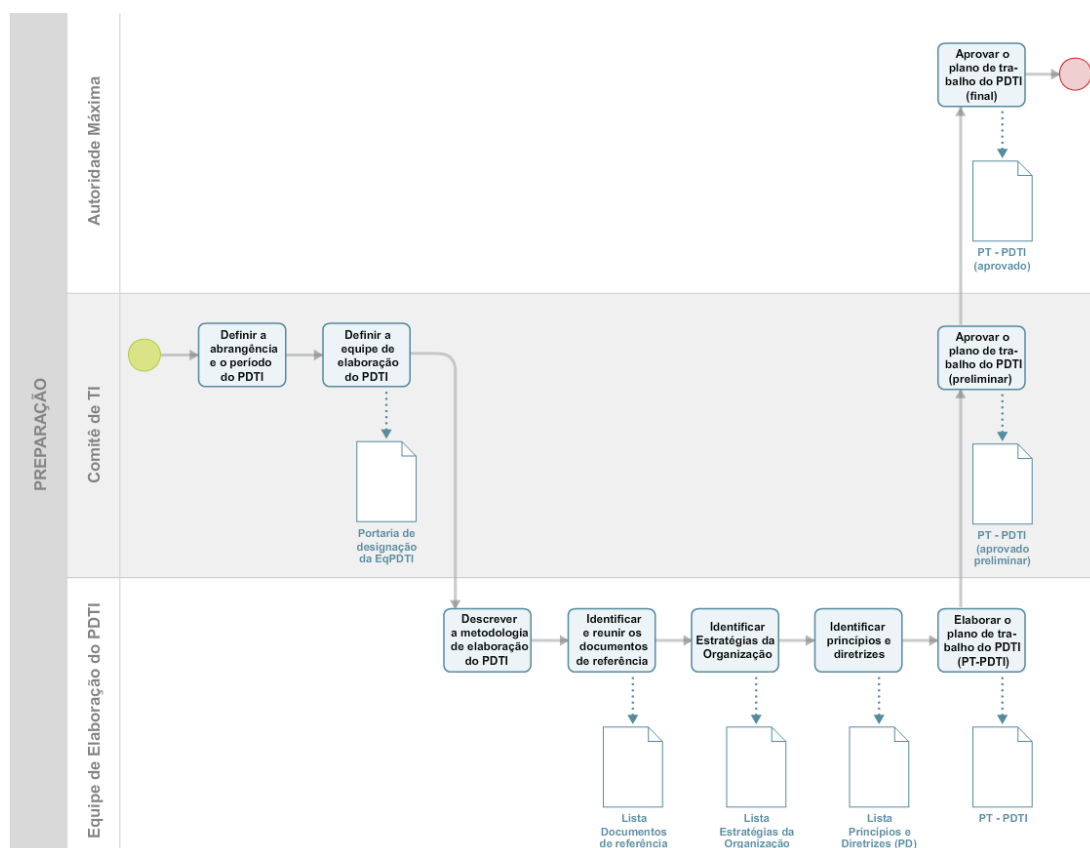 PREPARAÇÃO
Autoridade Máxima
Aprovar o
plano de tra-
balho do PDTI
(final)
PT - PDTI
(aprovado)
Comitê de TI
Definir a
abrangência
e o período
do PDTI
Definir a
equipe de
elaboração
do PDTI
Portaria de
designação
da EqPDTI
Aprovar o
plano de tra-
balho do PDTI
(preliminar)
PT - PDTI
(aprovado
preliminar)
Equipe de Elaboração do PDTI
Descrever
a metodologia
de elaboração
do PDTI
Identificar
e reunir os
documentos
de referência
Lista
Documentos
de referência
Identificar
Estratégias da
Organização
Lista
Estratégias da
Organização
Identificar
princípios e
diretrizes
Lista
Princípios e
Diretrizes (PD)
Elaborar o
plano de tra-
balho do PDTI
(PT-PDTI)
PT - PDTI